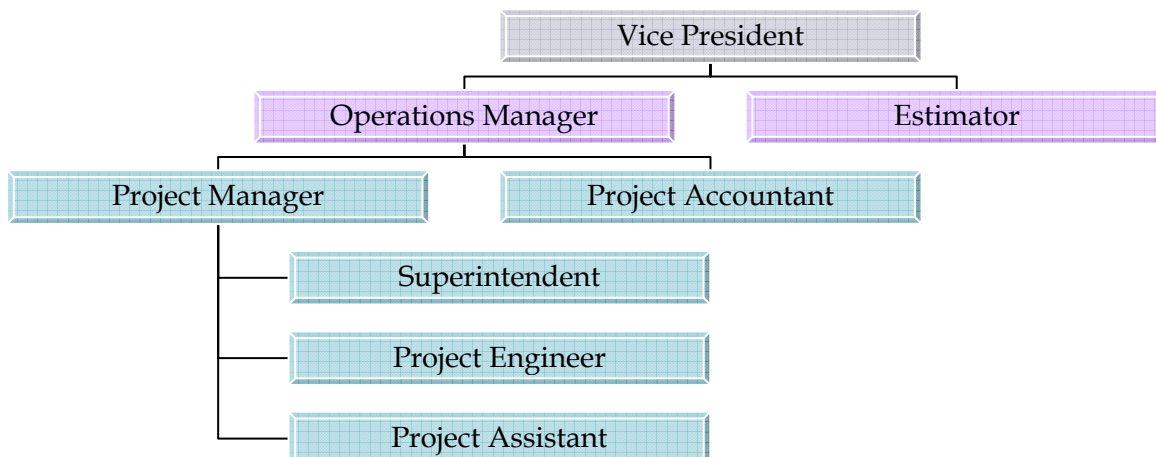 Vice President
Operations Manager
Estimator
Project Manager
Project Accountant
Superintendent
Project Engineer
Project Assistant